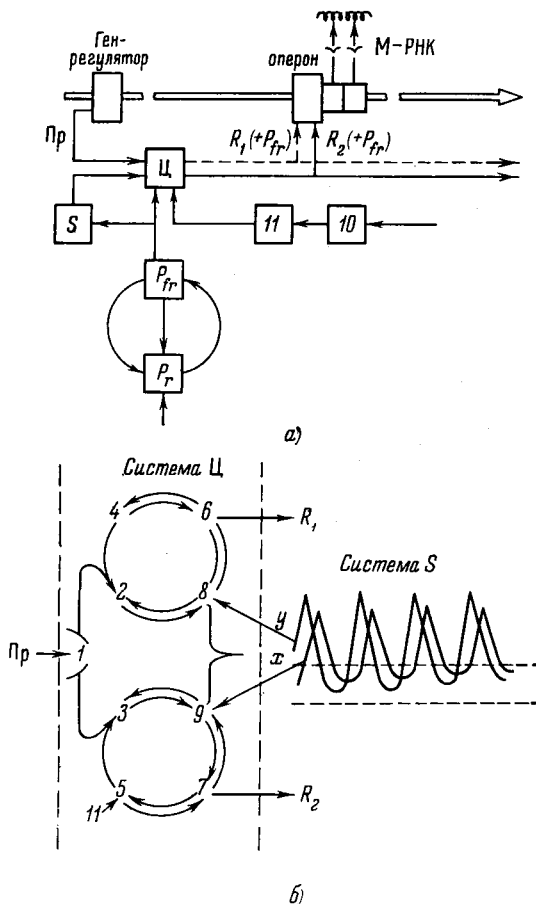 Ген-
регулятор
оперон
М-РНК
Пр
R₁(+Pfr)
R₂(+Pfr)
Ц
S
11
10
Pfr
Pr
а)
Система Ц
4
6
R₁
Система S
2
8
y
Пр
1
x
3
9
11
5
7
R₂
б)